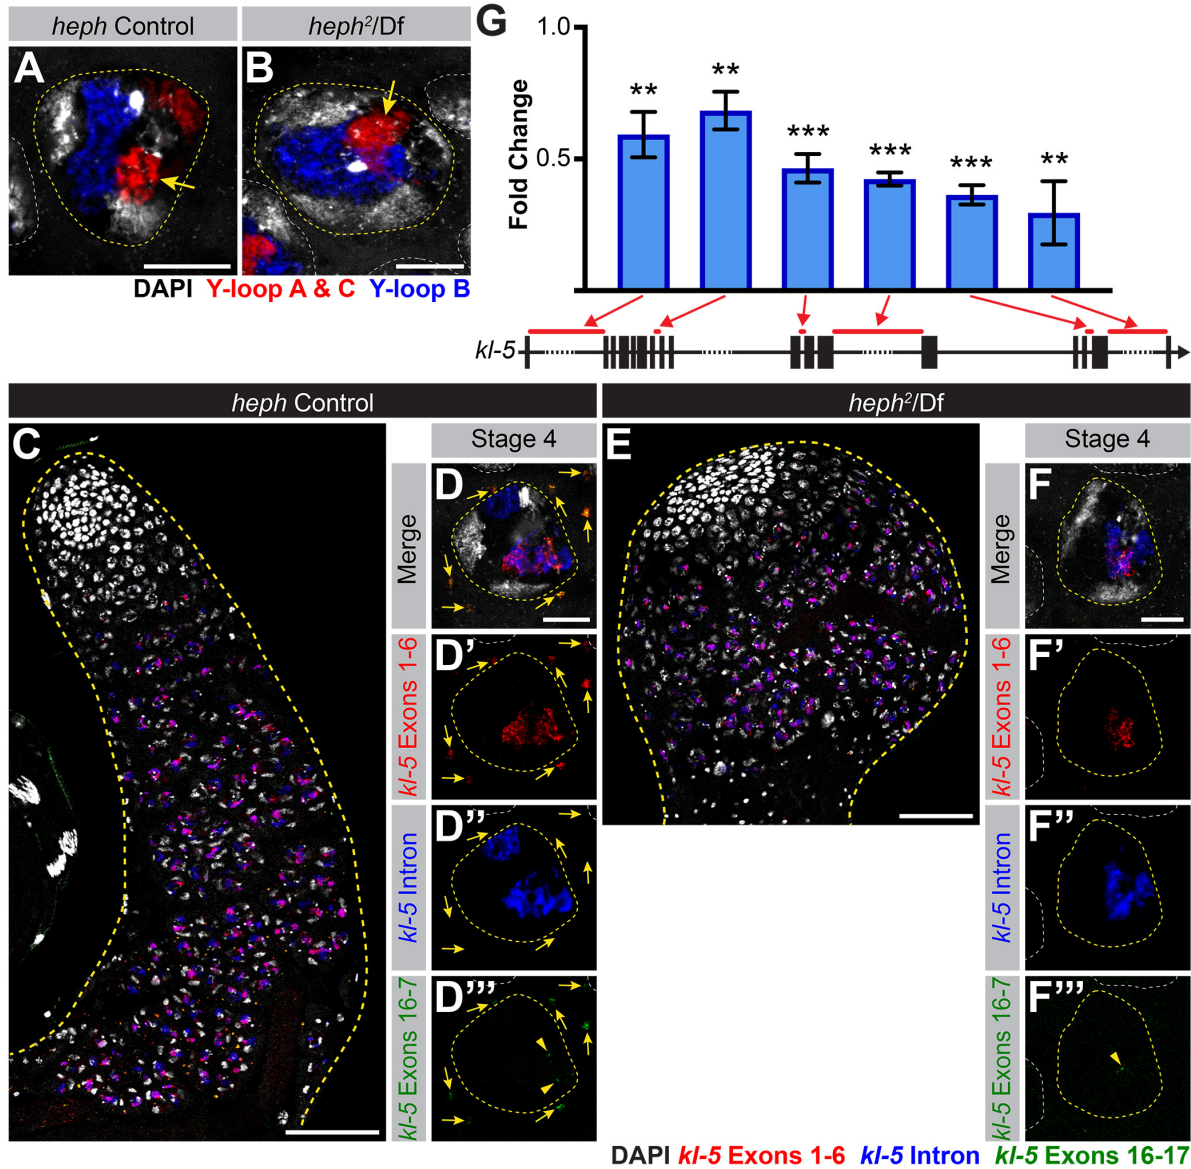 heph Control
heph²/Df
G
A
B
DAPI Y-loop A & C Y-loop B
1.0
0.5
Fold Change
**
**
***
***
***
**
kl-5
heph Control
heph²/Df
C
Stage 4
E
Stage 4
Merge
D
Merge
F
kl-5 Exons 1-6
D’
kl-5 Exons 1-6
F’
kl-5 Intron
D’’
kl-5 Intron
F’’
kl-5 Exons 16-7
D’’’
kl-5 Exons 16-7
F’’’
DAPI kl-5 Exons 1-6 kl-5 Intron kl-5 Exons 16-17